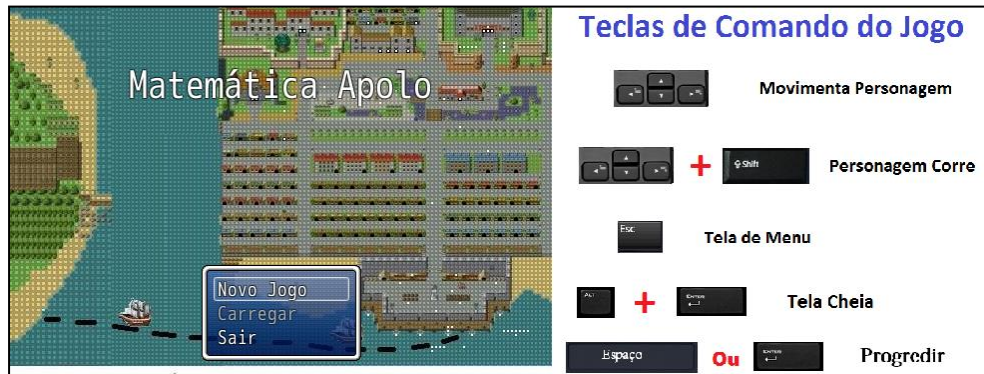 Matemática Apolo
Novo Jogo
Carregar
Sair
Teclas de Comando do Jogo
Movimenta Personagem
+ Shift Personagem Corre
Esc Tela de Menu
ALT + ENTER Tela Cheia
Espaço Ou ENTER Progredir